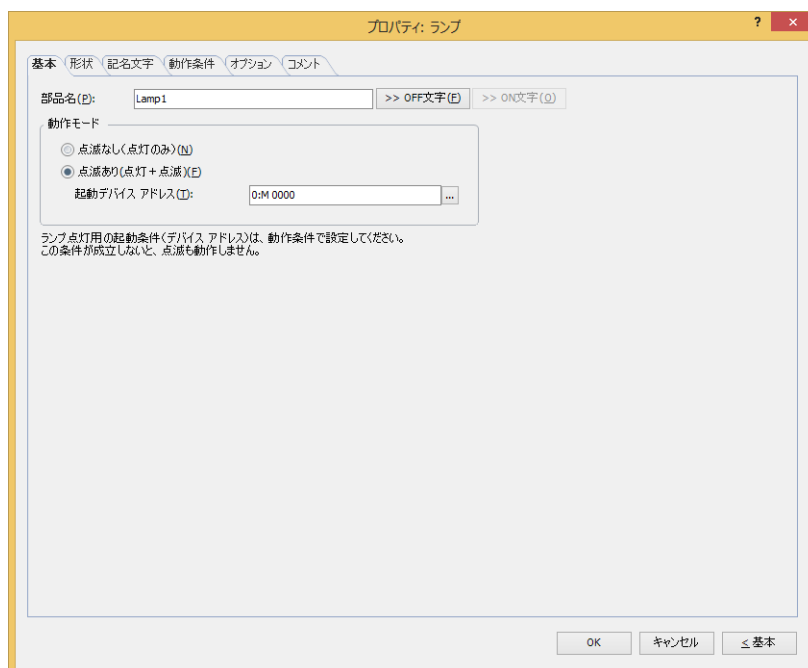 プロパティ: ランプ ? ×
基本 形状 記名文字 動作条件 オプション コメント
部品名(P): Lamp1 >> OFF文字(F) >> ON文字(O)
動作モード
点滅なし(点灯のみ)(N)
点滅あり(点灯+点滅)(F)
起動デバイス アドレス(T): 0:M 0000 ...
ランプ点灯用の起動条件(デバイス アドレス)は、動作条件で設定してください。
この条件が成立しないと、点滅も動作しません。
OK キャンセル < 基本